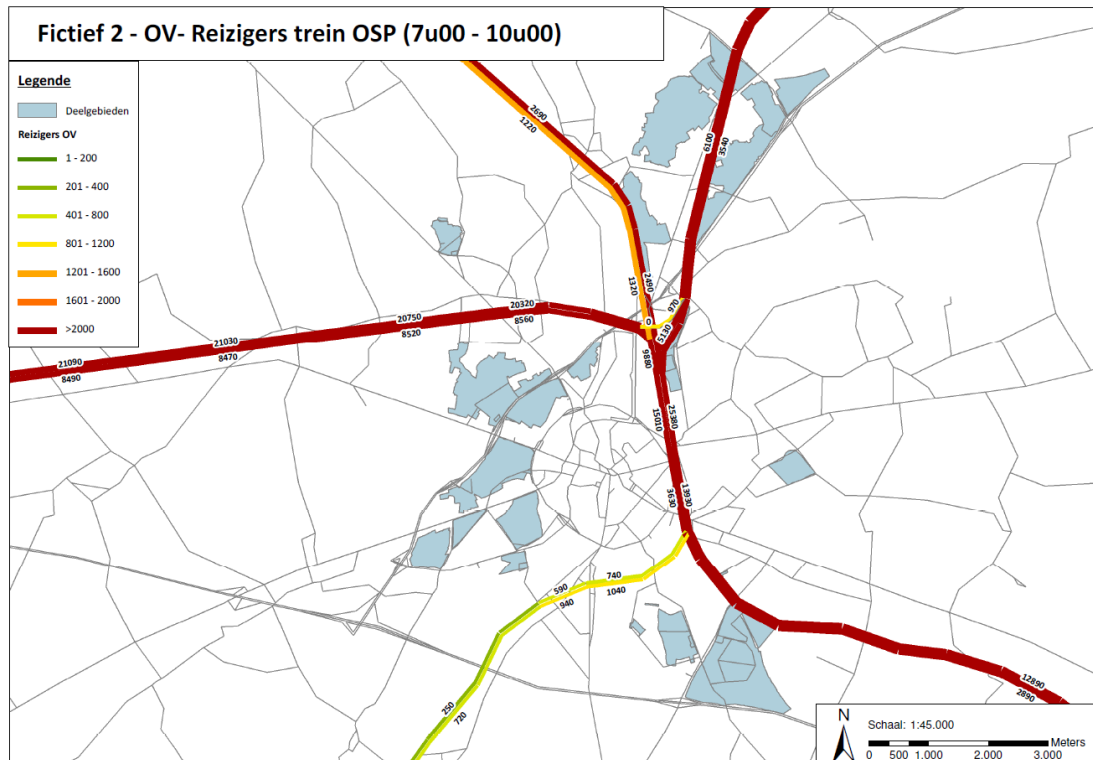 Fictief 2 - OV- Reizigers trein OSP (7u00 - 10u00)
Legende
Deelgebieden
Reizigers OV
1 - 200
201 - 400
401 - 800
801 - 1200
1201 - 1600
1601 - 2000
>2000
2690
1220
6100
3540
1320
2490
970
0
5130
9880
20320
8560
20750
8520
21030
8470
21090
8490
25380
15010
13930
3630
740
1040
590
940
250
720
12890
2890
N
Schaal: 1:45.000
0 500 1.000 2.000 3.000 Meters